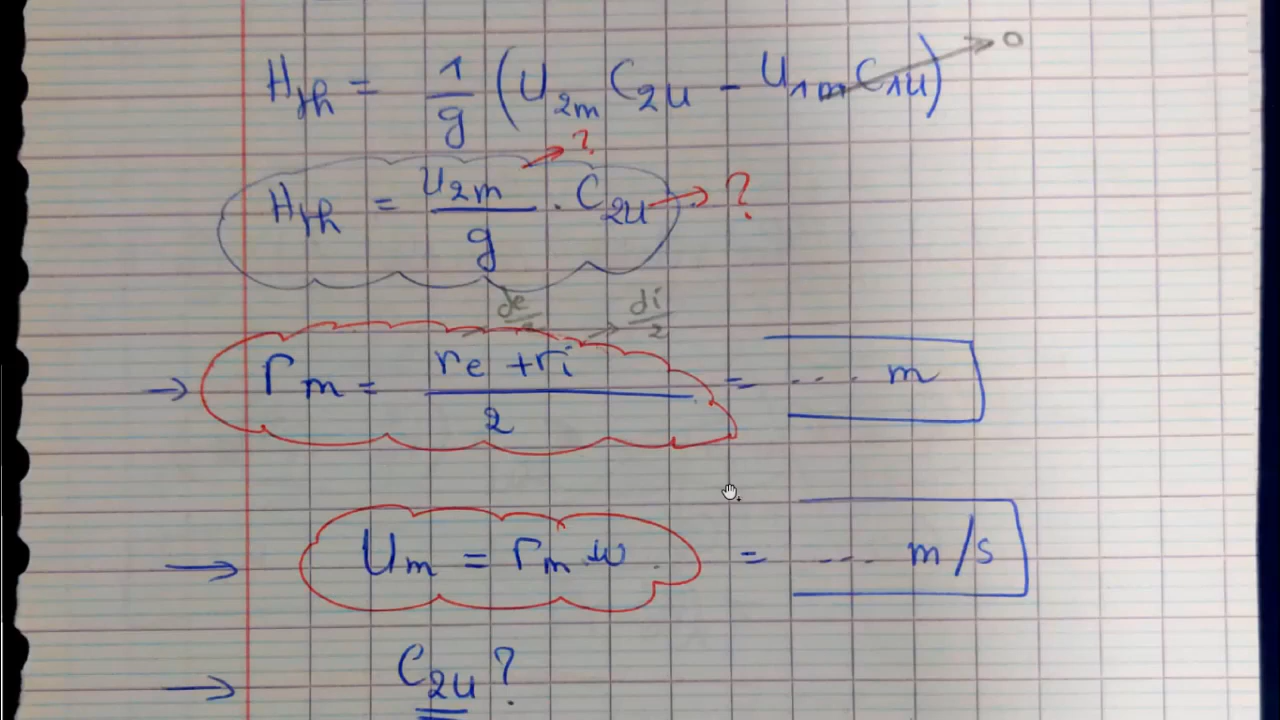 H_th = 1/g (U_2m C_2u - U_1m C_1u) → 0
→ ?
H_th = U_2m/g . C_2u → ?
→ de/2 → di/2
→ r_m = (r_e + r_i)/2 = ... m
→ U_m = r_m . w = ... m/s
→ C_2u ?